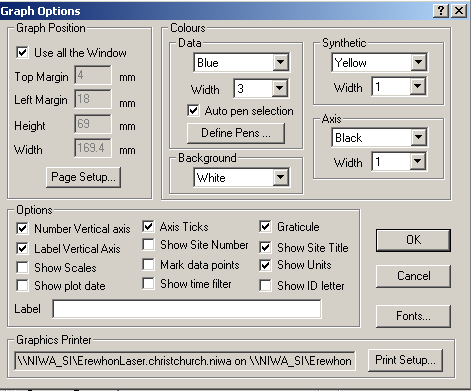 Graph Options
Graph Position
Use all the Window
Top Margin 4 mm
Left Margin 18 mm
Height 69 mm
Width 169.4 mm
Page Setup...
Colours
Data
Blue
Width 3
Auto pen selection
Define Pens ...
Background
White
Synthetic
Yellow
Width 1
Axis
Black
Width 1
Options
Number Vertical axis
Axis Ticks
Graticule
Label Vertical Axis
Show Site Number
Show Site Title
Show Scales
Mark data points
Show Units
Show plot date
Show time filter
Show ID letter
Label
OK
Cancel
Fonts...
Graphics Printer
\\NIWA_SI\ErewhonLaser.christchurch.niwa on \\NIWA_SI\Erewhon
Print Setup...